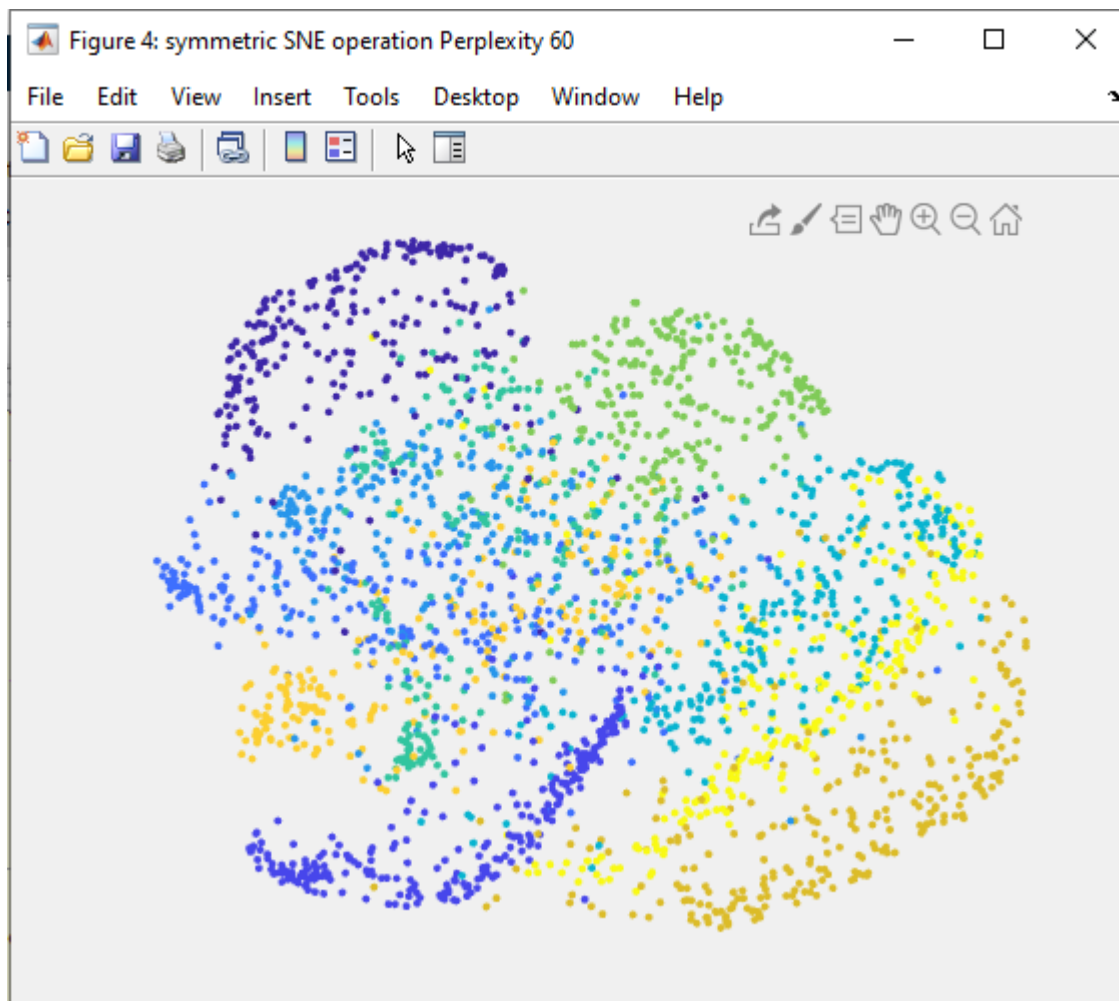 Figure 4: symmetric SNE operation Perplexity 60
File Edit View Insert Tools Desktop Window Help